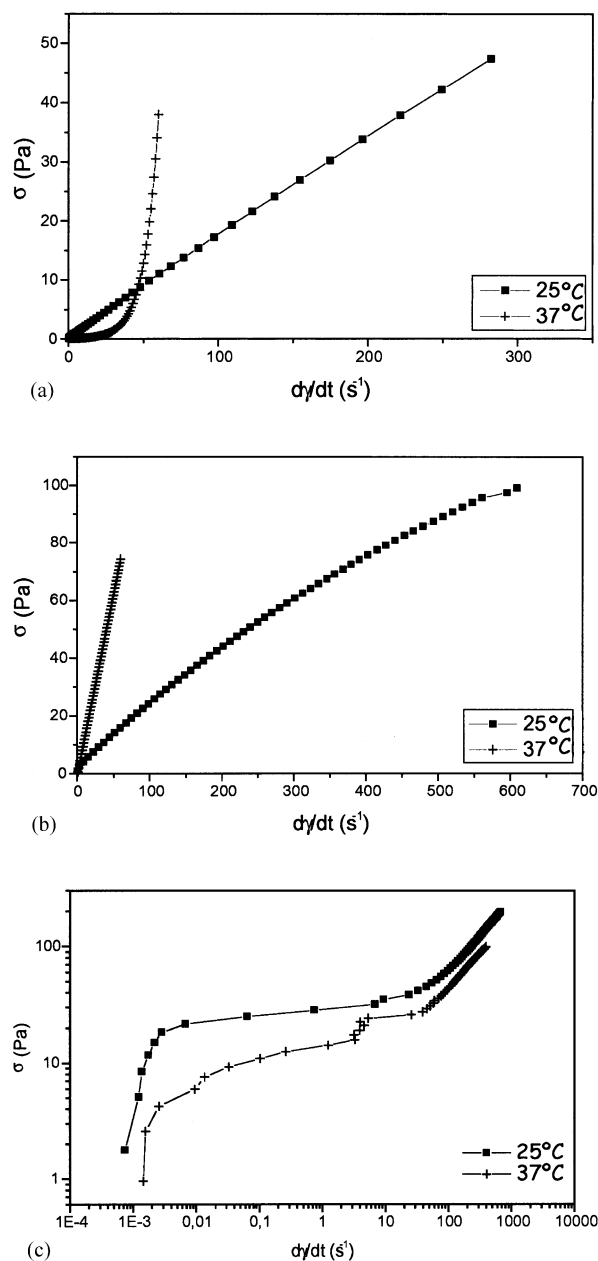 50
40
30
20
10
0
σ (Pa)
25°C
37°C
0 100 200 300
(a)
dγ/dt (s⁻¹)
100
80
60
40
20
0
σ (Pa)
25°C
37°C
0 100 200 300 400 500 600 700
(b)
dγ/dt (s⁻¹)
100
10
1
σ (Pa)
25°C
37°C
1E-4 1E-3 0,01 0,1 1 10 100 1000 10000
(c)
dγ/dt (s⁻¹)